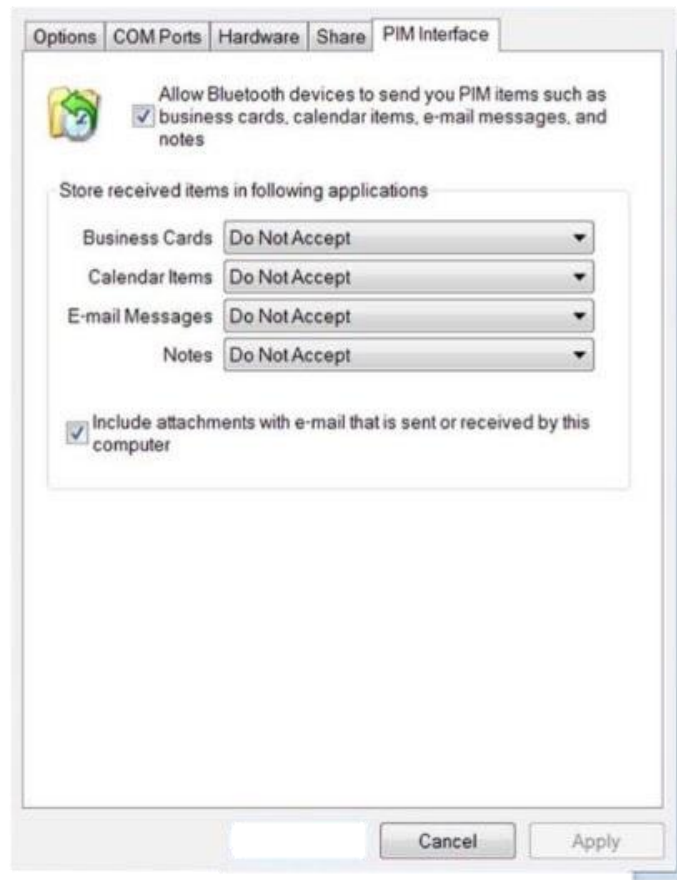 Options COM Ports Hardware Share PIM Interface
Allow Bluetooth devices to send you PIM items such as
business cards, calendar items, e-mail messages, and
notes
Store received items in following applications
Business Cards Do Not Accept
Calendar Items Do Not Accept
E-mail Messages Do Not Accept
Notes Do Not Accept
Include attachments with e-mail that is sent or received by this
computer
Cancel Apply